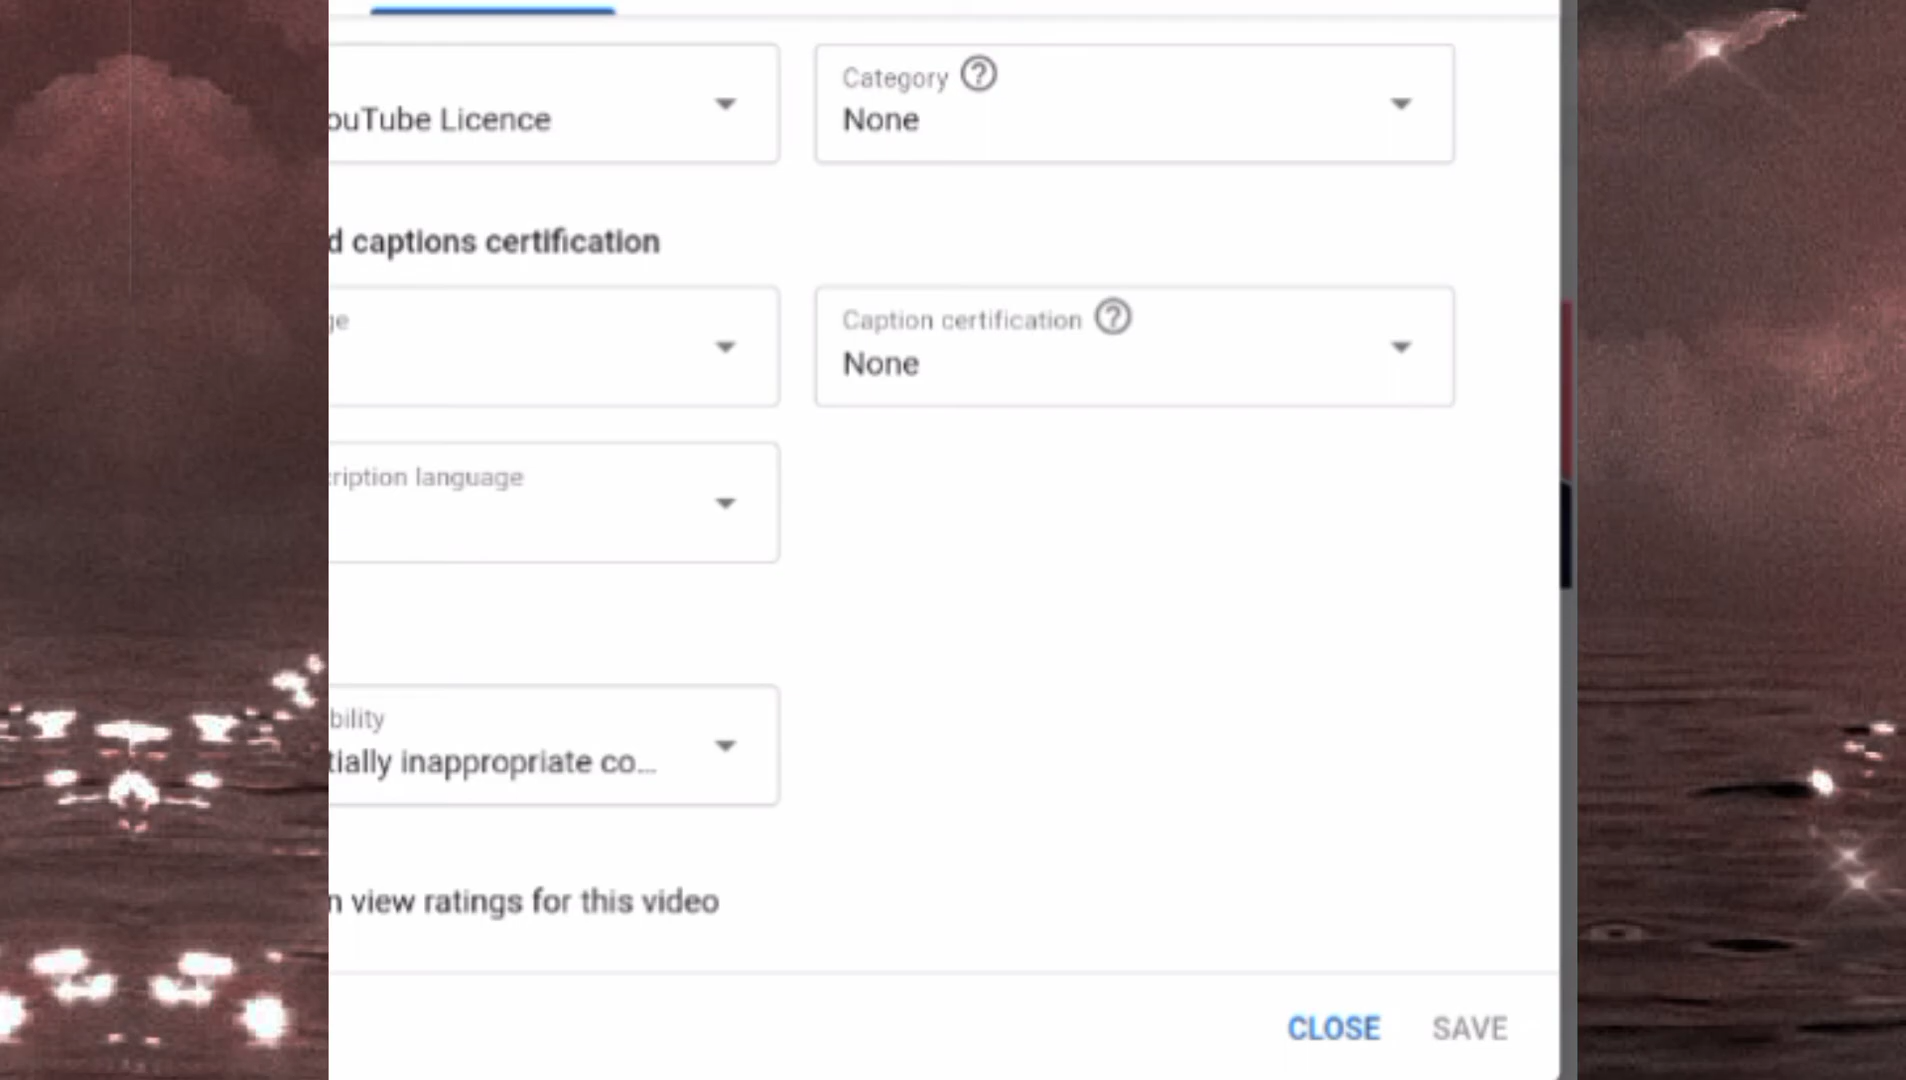 ouTube Licence
Category
None
d captions certification
ge
Caption certification
None
cription language
bility
tially inappropriate co...
n view ratings for this video
CLOSE
SAVE